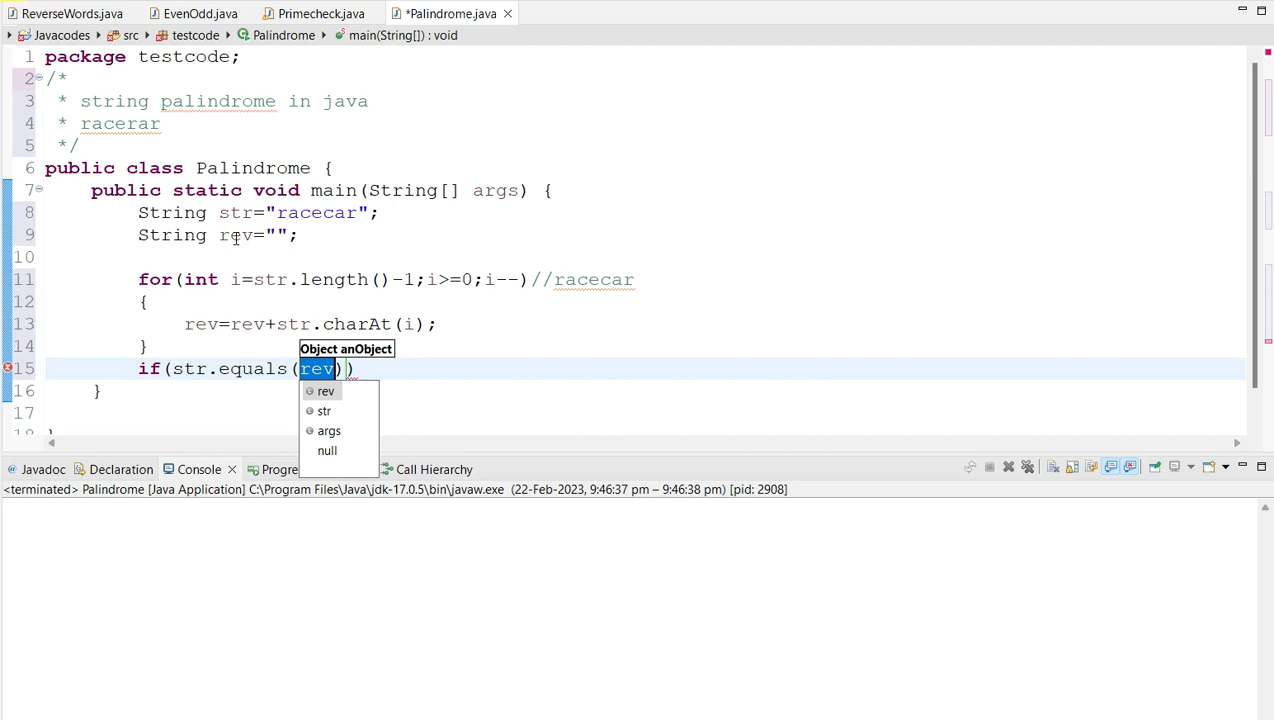 ReverseWords.java EvenOdd.java Primecheck.java *Palindrome.java
Javacodes src testcode Palindrome main(String[]) : void
1 package testcode;
2 /*
3 * string palindrome in java
4 * racerar
5 */
6 public class Palindrome {
7 public static void main(String[] args) {
8 String str="racecar";
9 String rev="";
10
11 for(int i=str.length()-1;i>=0;i--)//racecar
12 {
13 rev=rev+str.charAt(i);
14 }
Object anObject
15 if(str.equals(rev))
rev
16 }
str
17
args
18 }
null
Javadoc Declaration Console Progre Call Hierarchy
<terminated> Palindrome [Java Application] C:\Program Files\Java\jdk-17.0.5\bin\javaw.exe (22-Feb-2023, 9:46:37 pm – 9:46:38 pm) [pid: 2908]